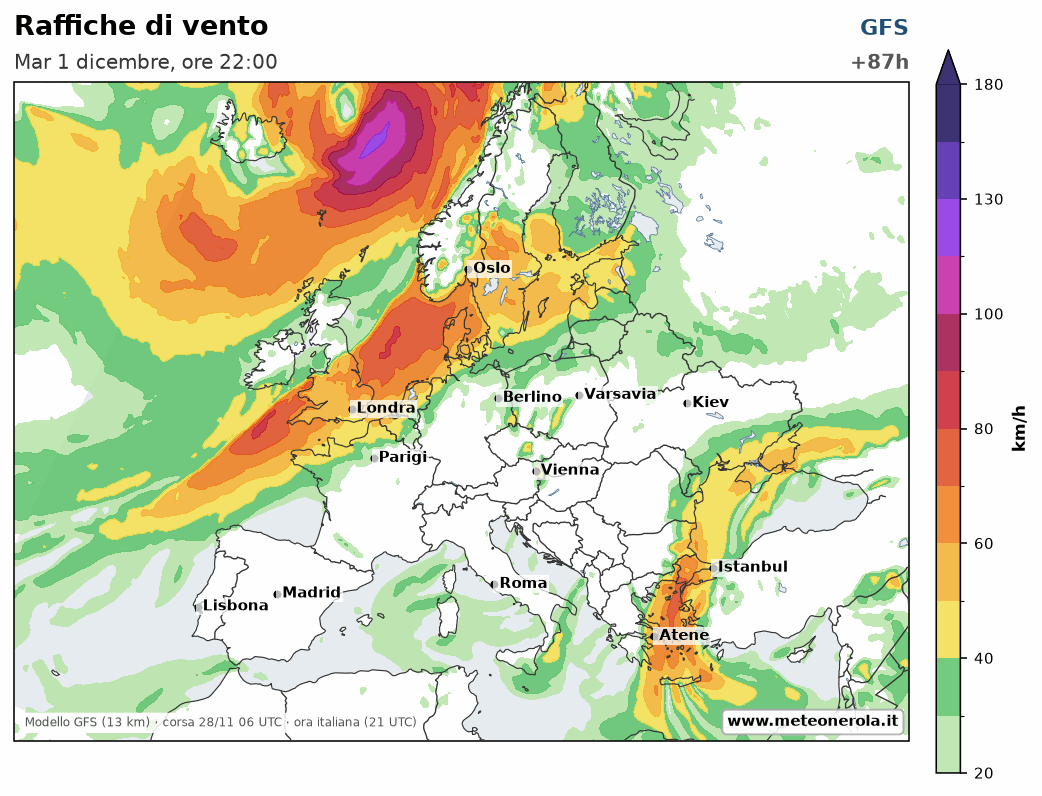 Raffiche di vento
GFS
Mar 1 dicembre, ore 22:00
+87h
180
130
100
80
60
40
20
km/h
Oslo
Londra
Berlino
Varsavia
Kiev
Parigi
Vienna
Istanbul
Roma
Madrid
Lisbona
Atene
Modello GFS (13 km) · corsa 28/11 06 UTC · ora italiana (21 UTC)
www.meteonerola.it